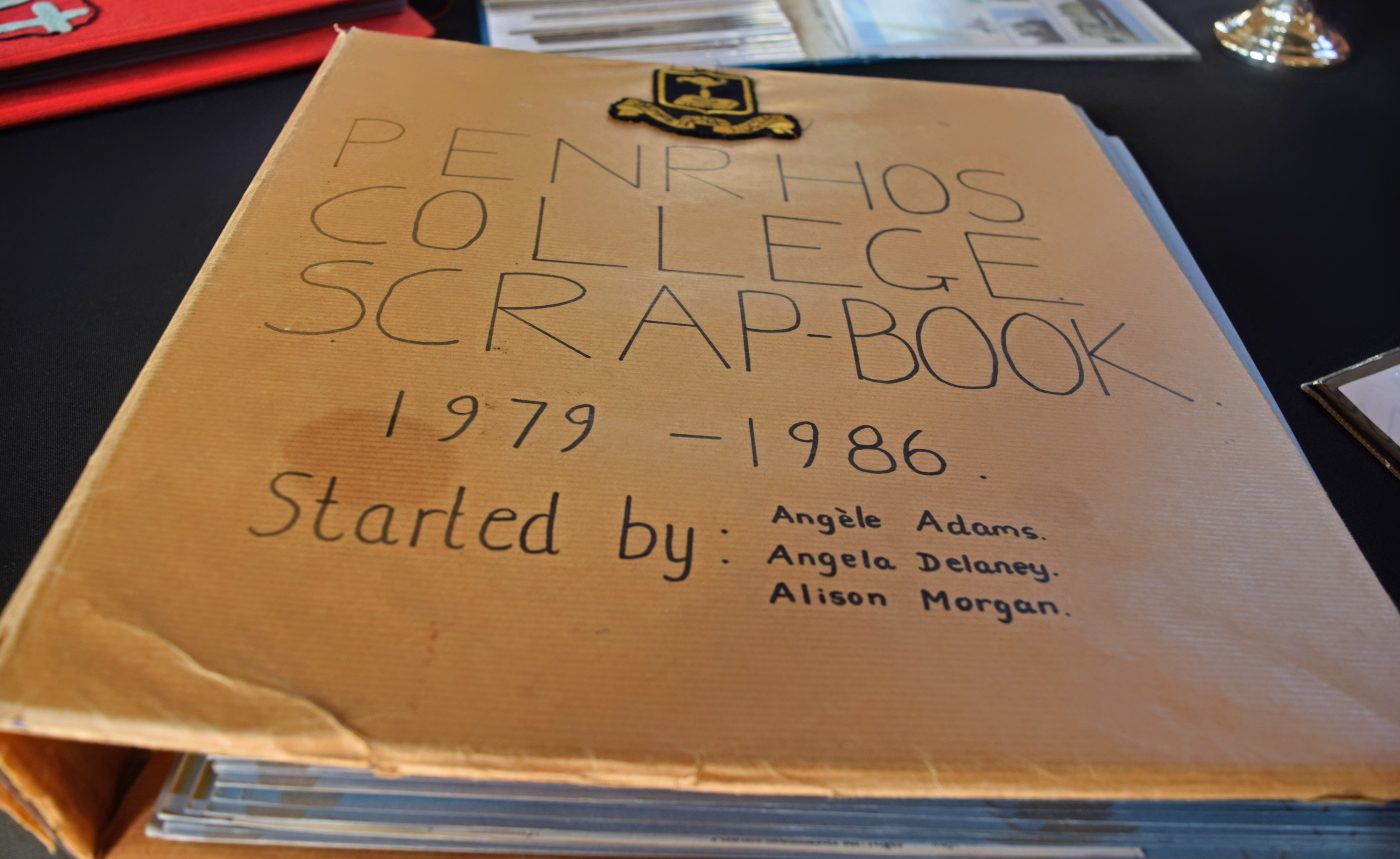 PENRHOS
COLLEGE.
SCRAP-BOOK.
1979 - 1986.
Started by: Angèle Adams.
Angela Delaney.
Alison Morgan.